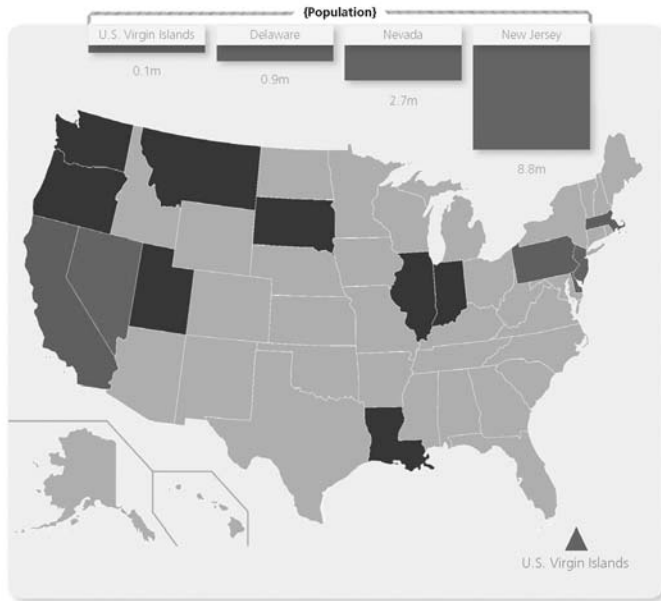 {Population}
U.S. Virgin Islands
Delaware
Nevada
New Jersey
0.1m
0.9m
2.7m
8.8m
U.S. Virgin Islands